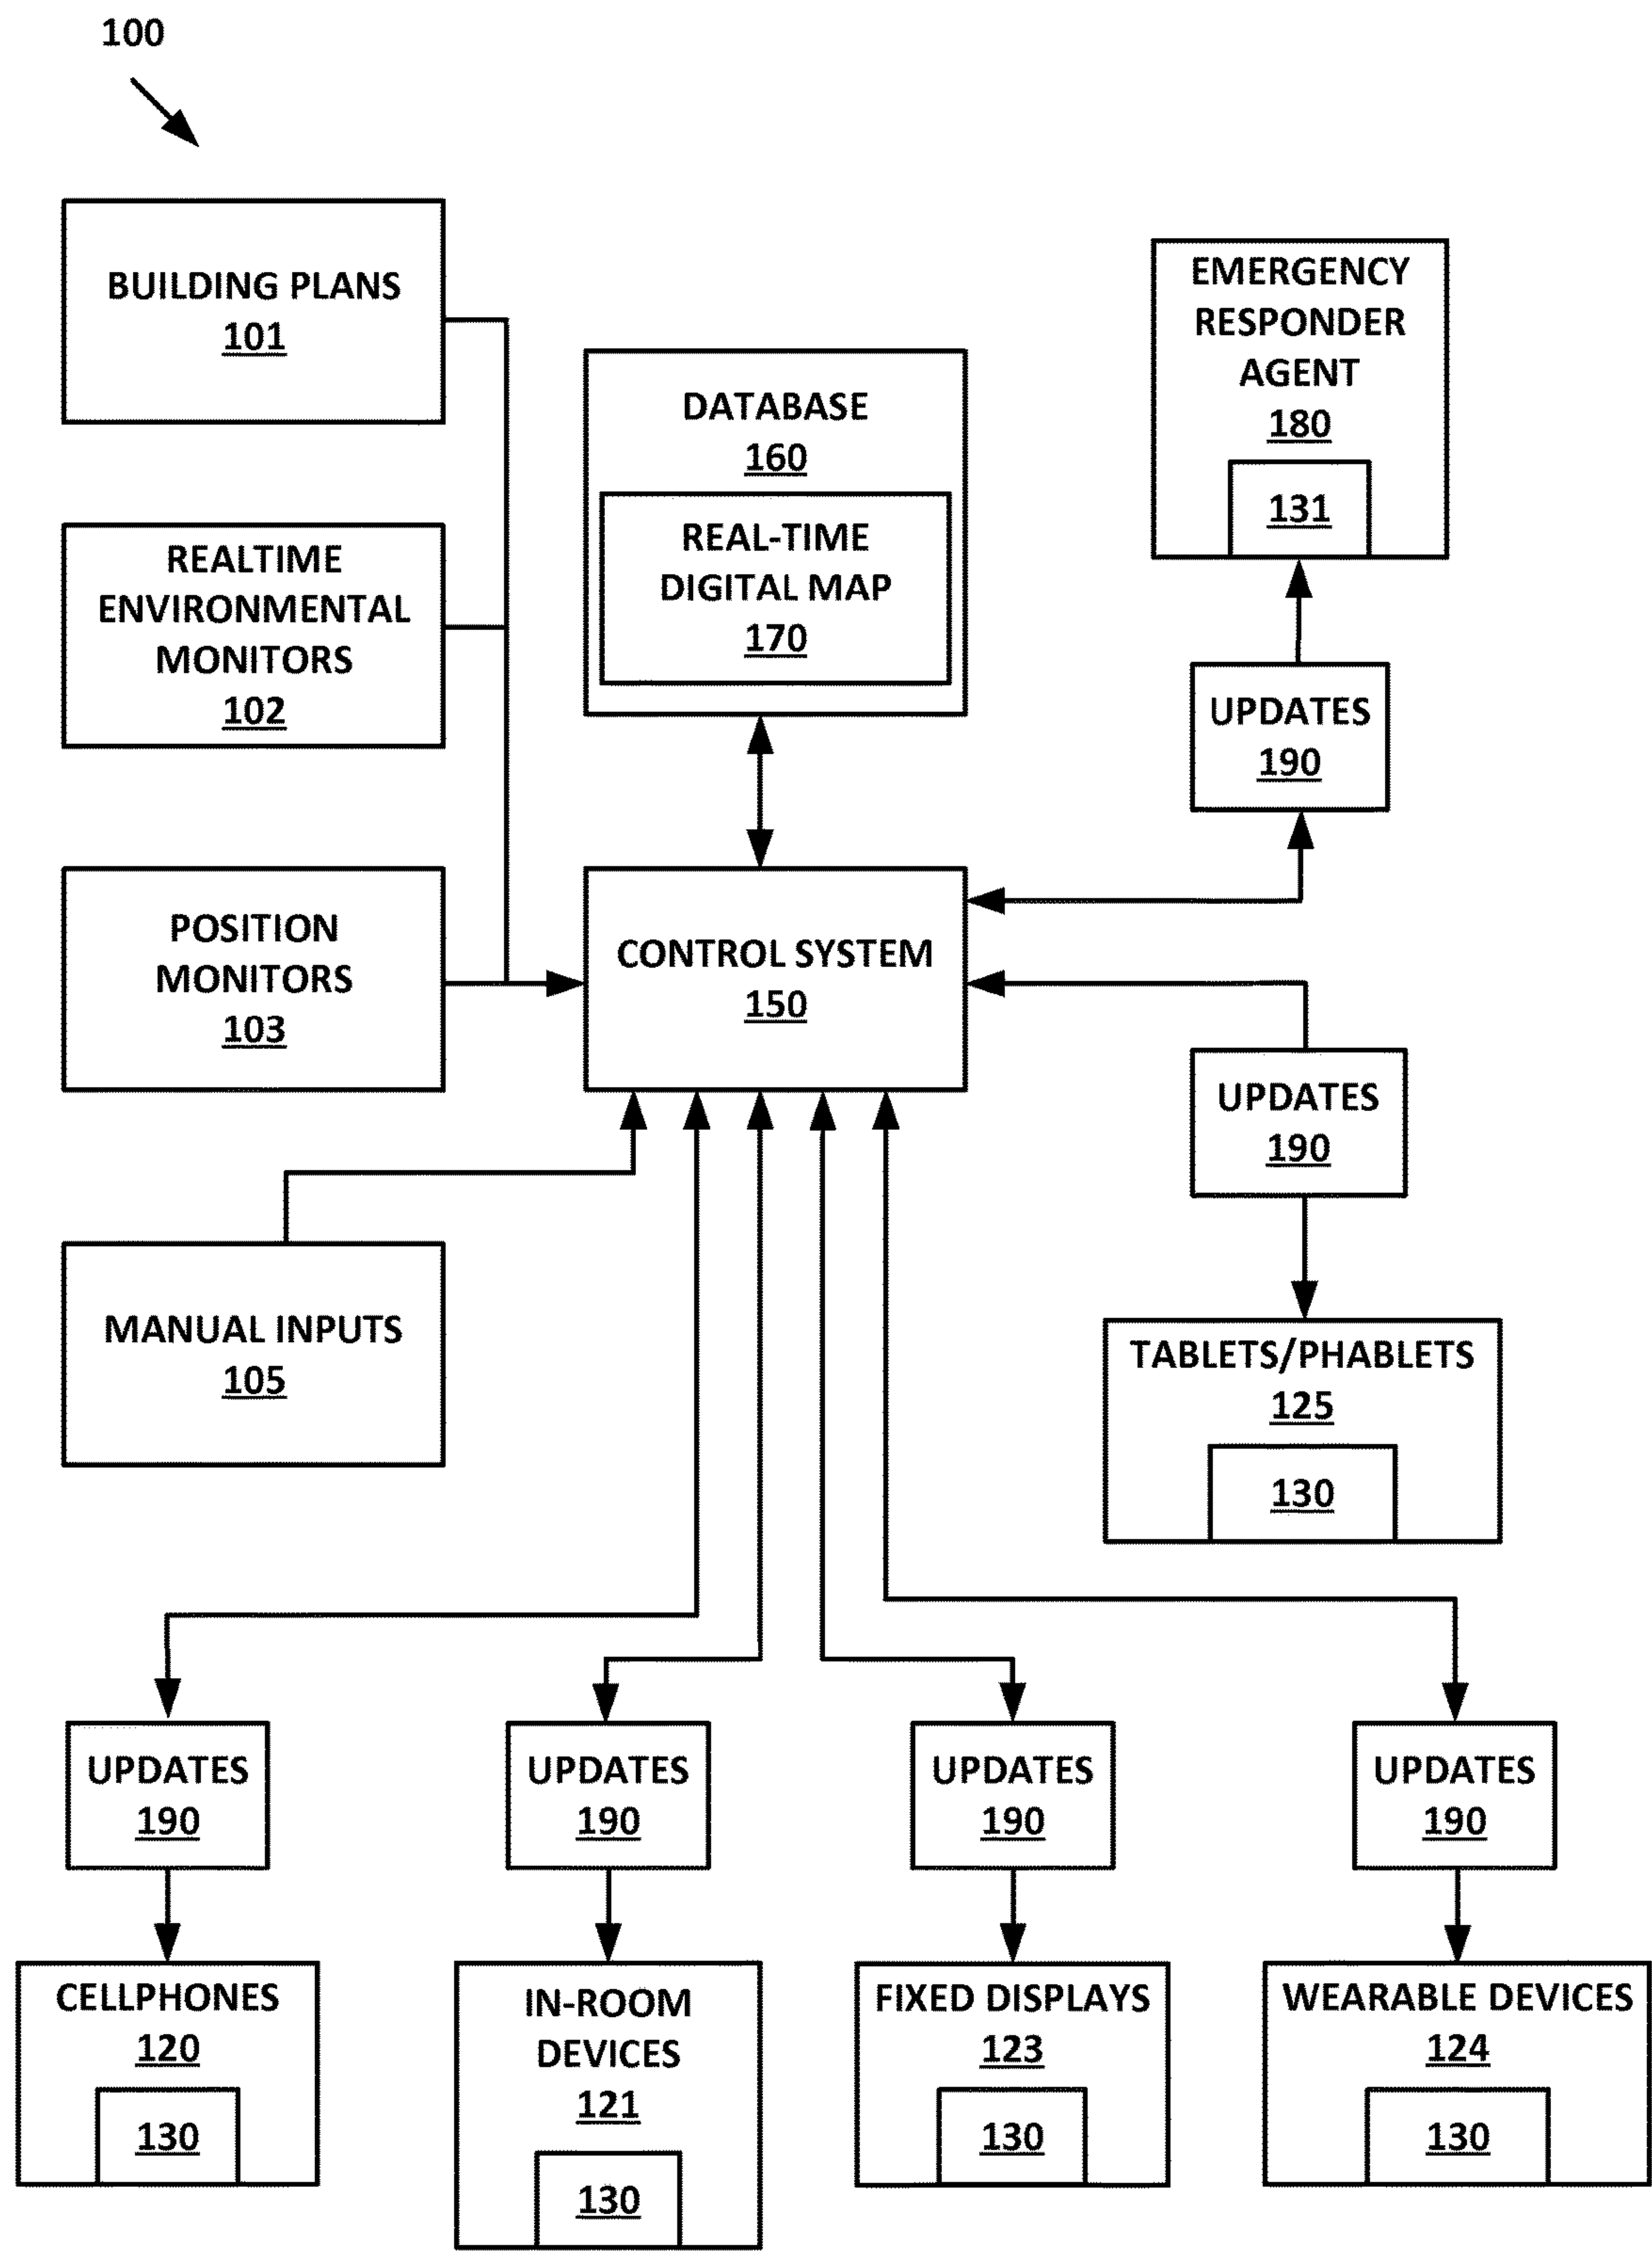 100
BUILDING PLANS
101
REALTIME
ENVIRONMENTAL
MONITORS
102
POSITION
MONITORS
103
MANUAL INPUTS
105
DATABASE
160
REAL-TIME
DIGITAL MAP
170
CONTROL SYSTEM
150
EMERGENCY
RESPONDER
AGENT
180
131
UPDATES
190
UPDATES
190
TABLETS/PHABLETS
125
130
UPDATES
190
CELLPHONES
120
130
UPDATES
190
IN-ROOM
DEVICES
121
130
UPDATES
190
FIXED DISPLAYS
123
130
UPDATES
190
WEARABLE DEVICES
124
130